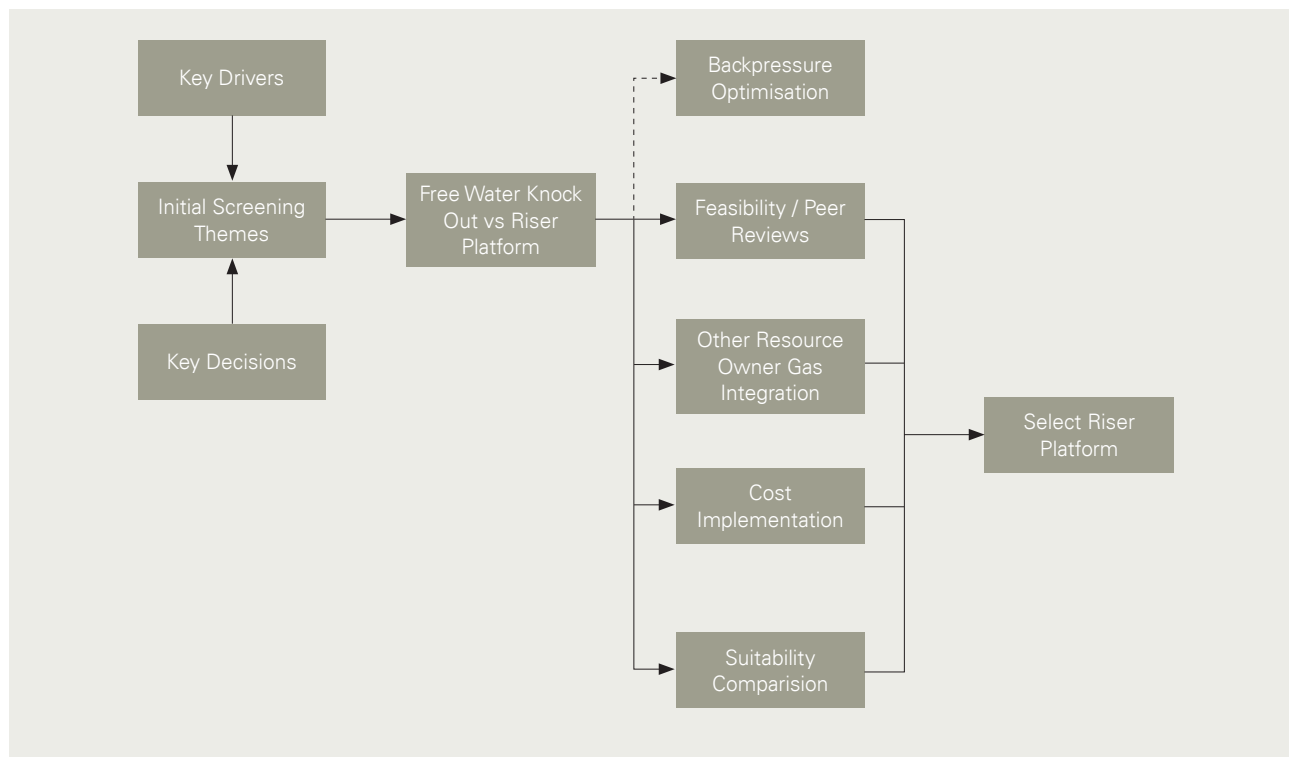 Key Drivers
Initial Screening
Themes
Key Decisions
Free Water Knock
Out vs Riser
Platform
Backpressure
Optimisation
Feasibility / Peer
Reviews
Other Resource
Owner Gas
Integration
Cost
Implementation
Suitability
Comparision
Select Riser
Platform